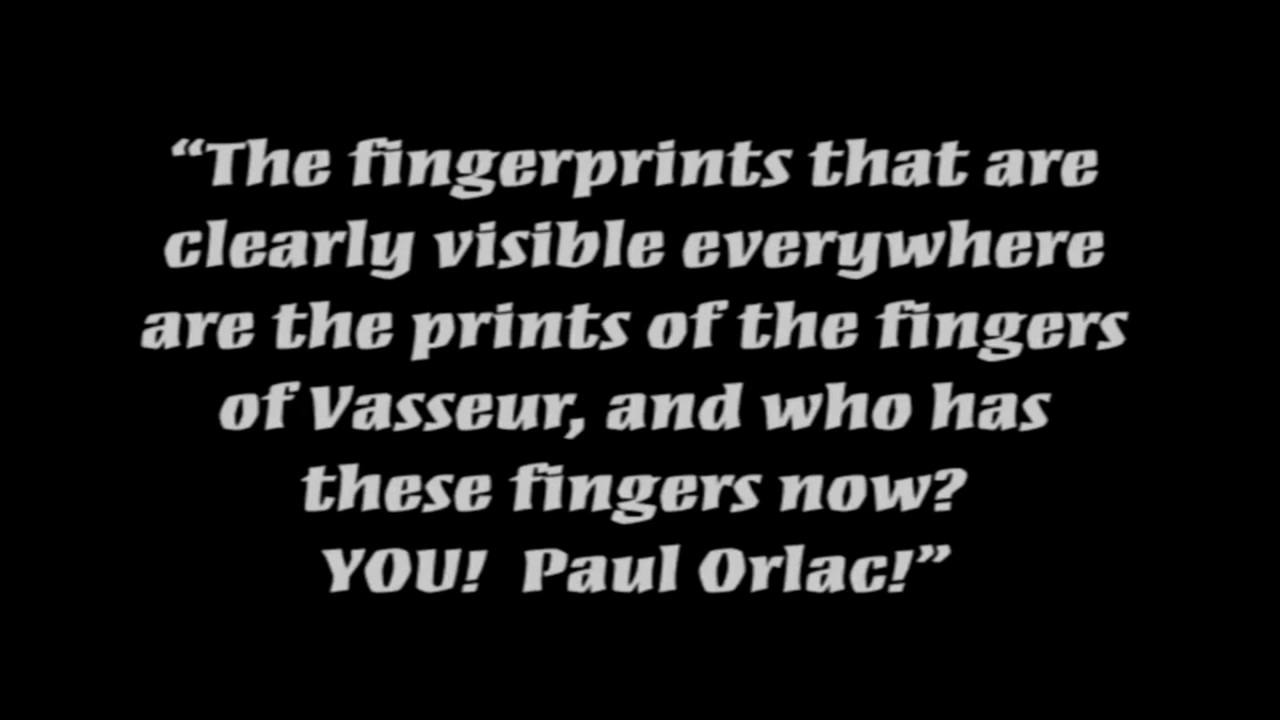 “The fingerprints that are
clearly visible everywhere
are the prints of the fingers
of Vasseur, and who has
these fingers now?
YOU!  Paul Orlac!”